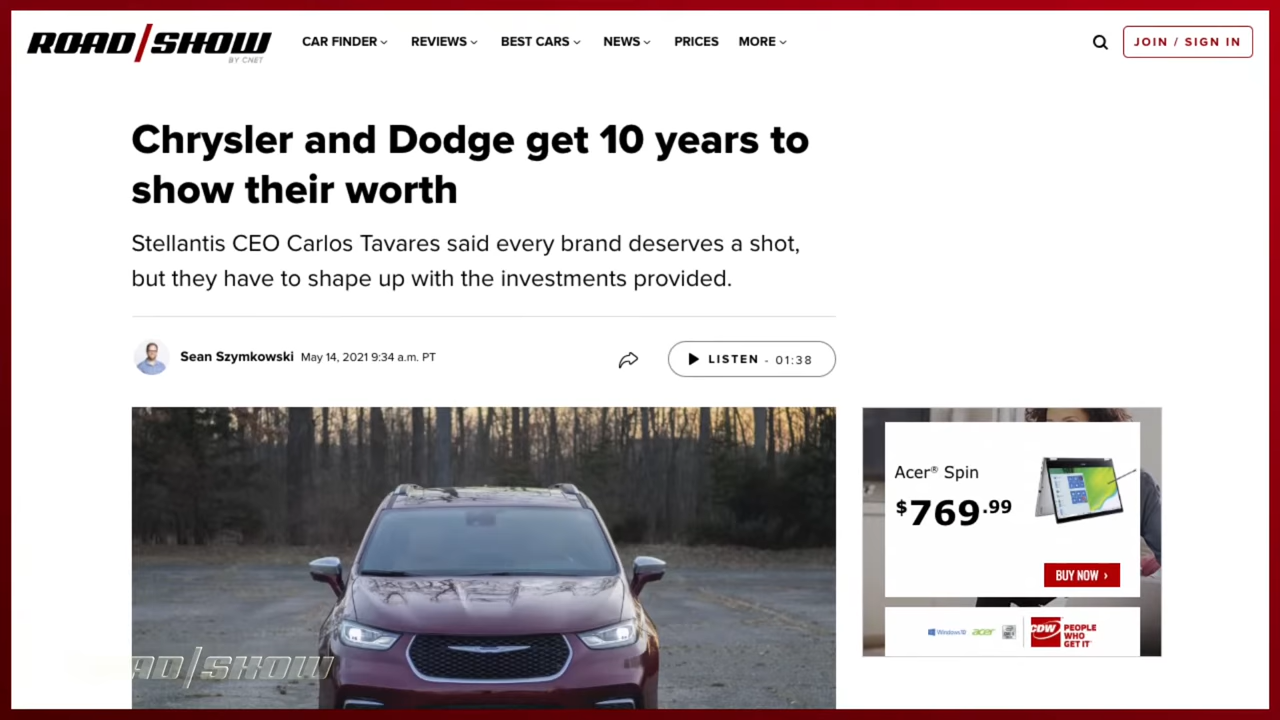 ROAD/SHOW
BY CNET
CAR FINDER
REVIEWS
BEST CARS
NEWS
PRICES
MORE
JOIN / SIGN IN
Chrysler and Dodge get 10 years to
show their worth
Stellantis CEO Carlos Tavares said every brand deserves a shot,
but they have to shape up with the investments provided.
Sean Szymkowski May 14, 2021 9:34 a.m. PT
LISTEN - 01:38
Acer® Spin
$769.99
BUY NOW ›
Windows10
acer
CDW
PEOPLE
WHO
GET IT
AD/SHOW